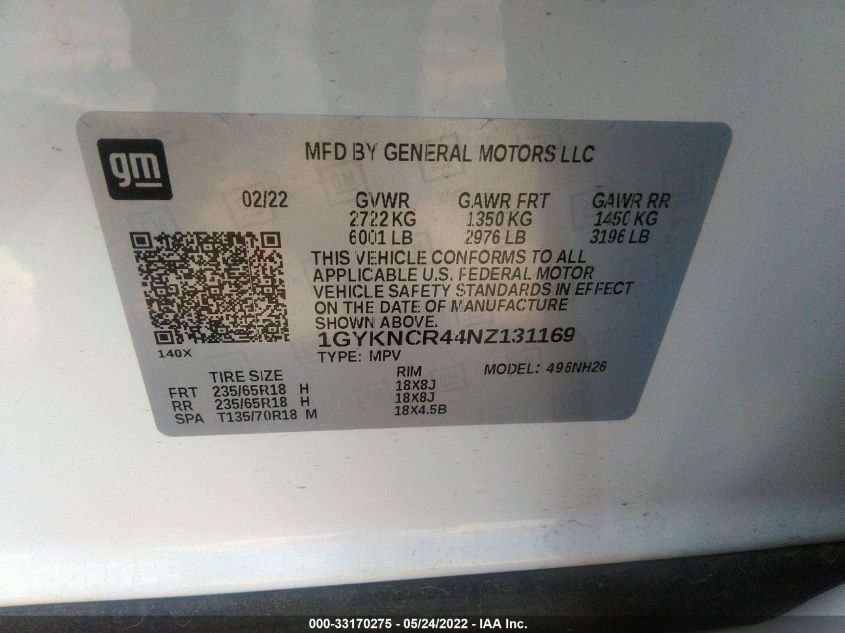 gm
MFD BY GENERAL MOTORS LLC
02/22 GVWR GAWR FRT GAWR RR
2722 KG 1350 KG 1450 KG
6001 LB 2976 LB 3196 LB
THIS VEHICLE CONFORMS TO ALL
APPLICABLE U.S. FEDERAL MOTOR
VEHICLE SAFETY STANDARDS IN EFFECT
ON THE DATE OF MANUFACTURE
SHOWN ABOVE.
140X
1GYKNCR44NZ131169
TYPE: MPV MODEL: 496NH26
TIRE SIZE RIM
FRT 235/65R18 H 18X8J
RR 235/65R18 H 18X8J
SPA T135/70R18 M 18X4.5B
000-33170275 - 05/24/2022 - IAA Inc.